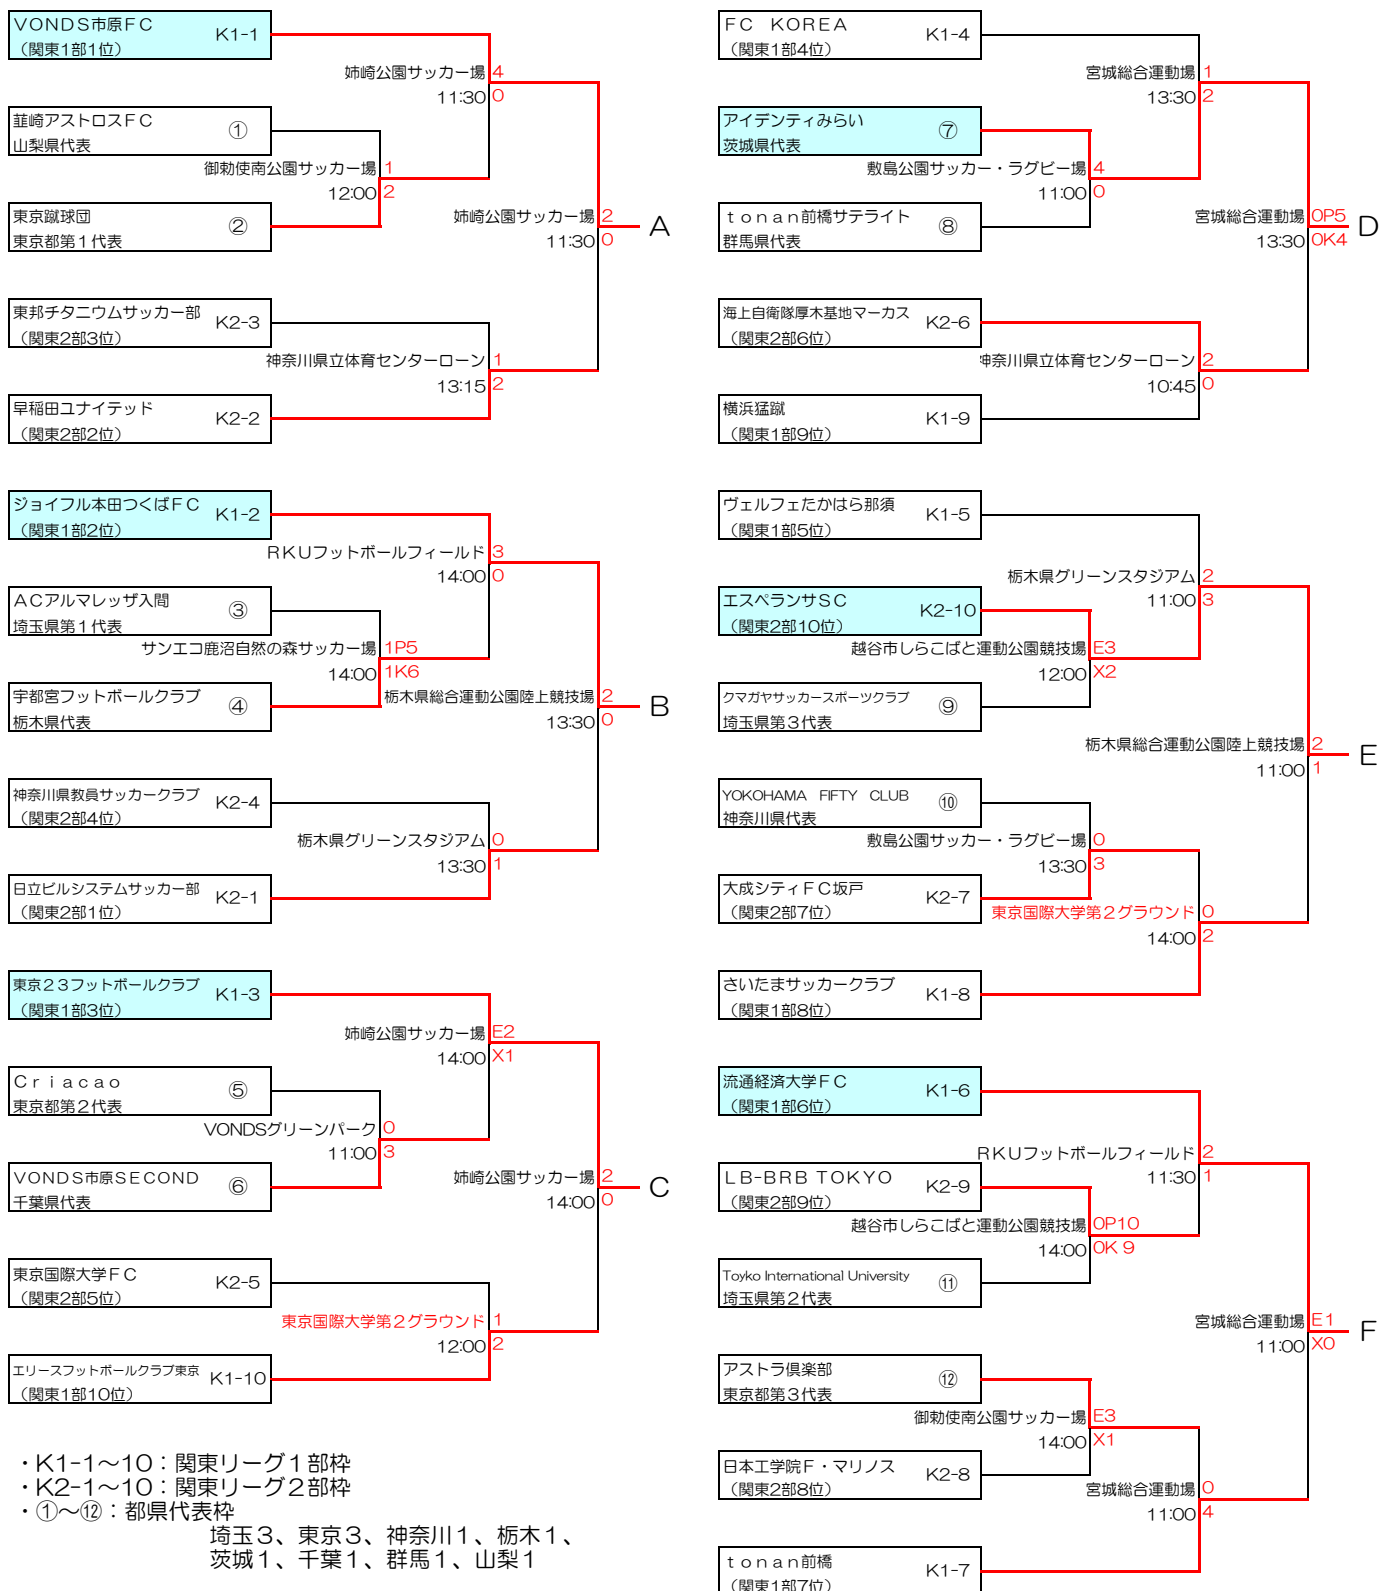 VONDS市原FC
（関東1部1位）
K1-1
姉崎公園サッカー場 4
11:30 0
韮崎アストロスFC
山梨県代表
①
御勅使南公園サッカー場 1
12:00 2
東京蹴球団
東京都第1代表
②
姉崎公園サッカー場 2
11:30 0
A
東邦チタニウムサッカー部
（関東2部3位）
K2-3
神奈川県立体育センターローン 1
13:15 2
早稲田ユナイテッド
（関東2部2位）
K2-2
ジョイフル本田つくばFC
（関東1部2位）
K1-2
RKUフットボールフィールド 3
14:00 0
ACアルマレッザ入間
埼玉県第1代表
③
サンエコ鹿沼自然の森サッカー場 1P5
14:00 1K6
宇都宮フットボールクラブ
栃木県代表
④
栃木県総合運動公園陸上競技場 2
13:30 0
B
神奈川県教員サッカークラブ
（関東2部4位）
K2-4
栃木県グリーンスタジアム 0
13:30 1
日立ビルシステムサッカー部
（関東2部1位）
K2-1
東京23フットボールクラブ
（関東1部3位）
K1-3
姉崎公園サッカー場 E2
14:00 X1
Criacao
東京都第2代表
⑤
VONDSグリーンパーク 0
11:00 3
VONDS市原SECOND
千葉県代表
⑥
姉崎公園サッカー場 2
14:00 0
C
東京国際大学FC
（関東2部5位）
K2-5
東京国際大学第2グラウンド 1
12:00 2
エリースフットボールクラブ東京
（関東1部10位）
K1-10
・K1-1～10：関東リーグ1部枠
・K2-1～10：関東リーグ2部枠
・①～⑫：都県代表枠
埼玉3、東京3、神奈川1、栃木1、
茨城1、千葉1、群馬1、山梨1
FC KOREA
（関東1部4位）
K1-4
宮城総合運動場 1
13:30 2
アイデンティみらい
茨城県代表
⑦
敷島公園サッカー・ラグビー場 4
11:00 0
tonan前橋サテライト
群馬県代表
⑧
宮城総合運動場 0P5
13:30 0K4
D
海上自衛隊厚木基地マーカス
（関東2部6位）
K2-6
神奈川県立体育センターローン 2
10:45 0
横浜猛蹴
（関東1部9位）
K1-9
ヴェルフェたかはら那須
（関東1部5位）
K1-5
栃木県グリーンスタジアム 2
11:00 3
エスペランサSC
（関東2部10位）
K2-10
越谷市しらこばと運動公園競技場 E3
12:00 X2
クマガヤサッカースポーツクラブ
埼玉県第3代表
⑨
栃木県総合運動公園陸上競技場 2
11:00 1
E
YOKOHAMA FIFTY CLUB
神奈川県代表
⑩
敷島公園サッカー・ラグビー場 0
13:30 3
大成シティFC坂戸
（関東2部7位）
K2-7
東京国際大学第2グラウンド 0
14:00 2
さいたまサッカークラブ
（関東1部8位）
K1-8
流通経済大学FC
（関東1部6位）
K1-6
RKUフットボールフィールド 2
11:30 1
LB-BRB TOKYO
（関東2部9位）
K2-9
越谷市しらこばと運動公園競技場 0P10
14:00 0K 9
Toyko International University
埼玉県第2代表
⑪
宮城総合運動場 E1
11:00 X0
F
アストラ倶楽部
東京都第3代表
⑫
御勅使南公園サッカー場 E3
14:00 X1
日本工学院F・マリノス
（関東2部8位）
K2-8
宮城総合運動場 0
11:00 4
tonan前橋
（関東1部7位）
K1-7